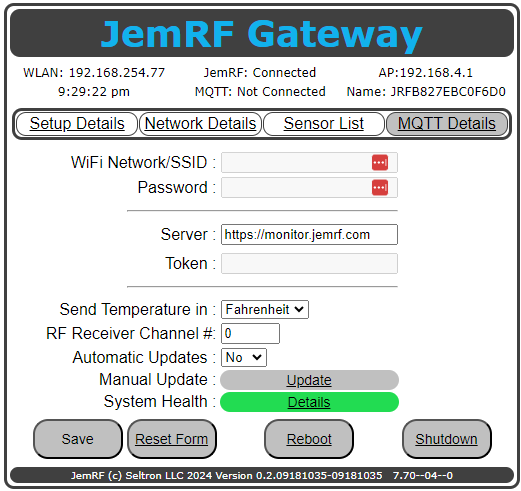 JemRF Gateway
WLAN: 192.168.254.77 JemRF: Connected AP:192.168.4.1
9:29:22 pm MQTT: Not Connected Name: JRFB827EBC0F6D0
Setup Details Network Details Sensor List MQTT Details
WiFi Network/SSID :
Password :
Server : https://monitor.jemrf.com
Token :
Send Temperature in : Fahrenheit
RF Receiver Channel #: 0
Automatic Updates : No
Manual Update : Update
System Health : Details
Save Reset Form Reboot Shutdown
JemRF (c) Seltron LLC 2024 Version 0.2.09181035-09181035 7.70--04--0